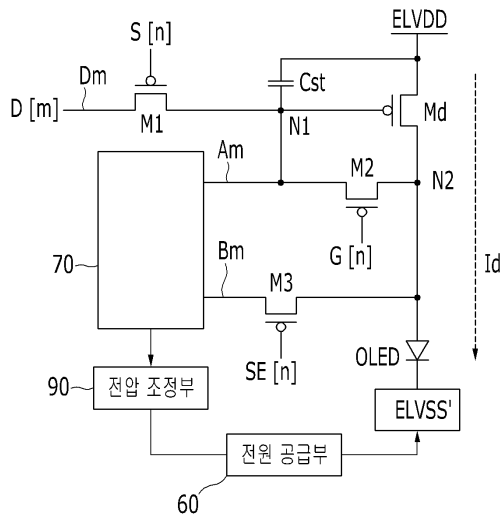 ELVDD
S [n]
Dm
Cst
D [m]
M1
N1
Md
Am
M2
N2
70
Bm
G [n]
M3
Id
SE [n]
OLED
90
전압 조정부
ELVSS'
전원 공급부
60